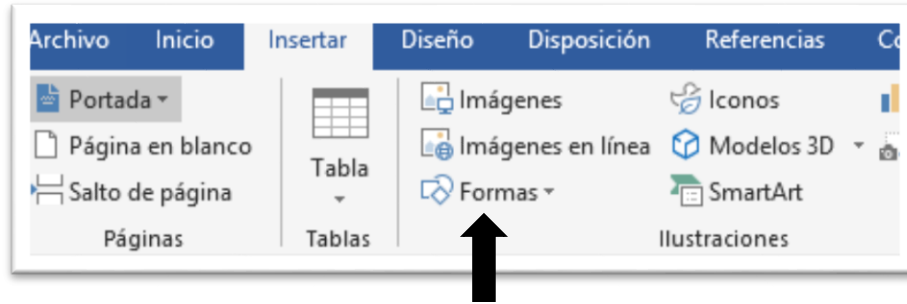 Archivo Inicio Insertar Diseño Disposición Referencias
Portada
Página en blanco
Salto de página
Páginas
Tabla
Tablas
Imágenes
Imágenes en línea
Formas
Iconos
Modelos 3D
SmartArt
Ilustraciones